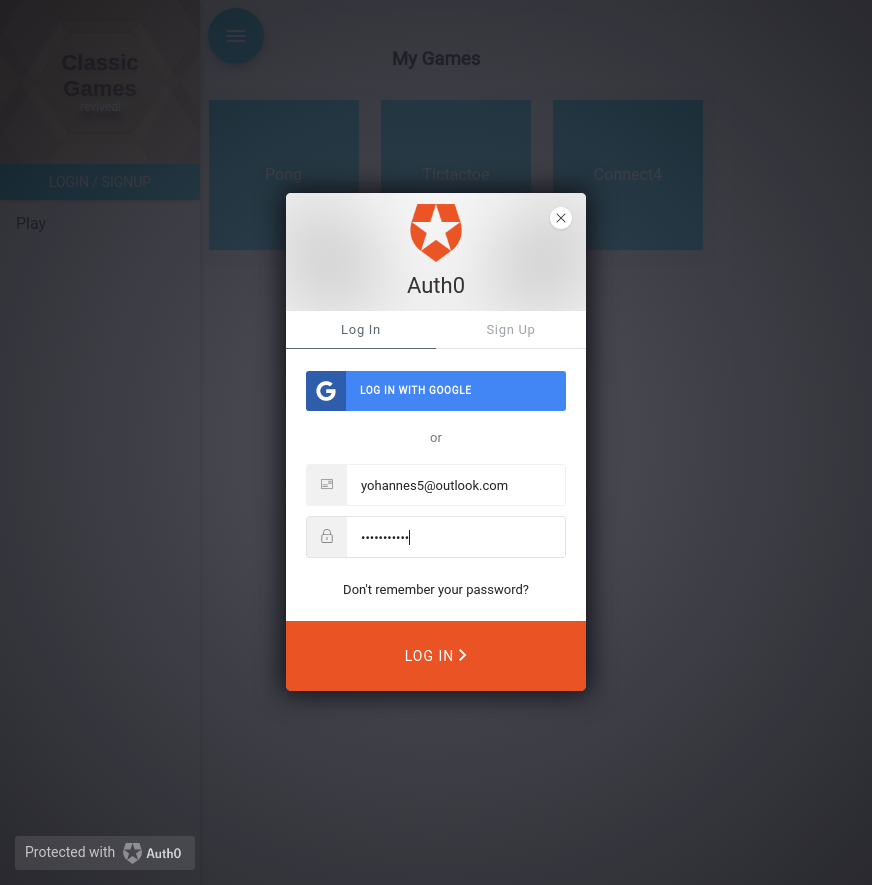 Classic
Games
revived!
LOGIN / SIGNUP
Play
My Games
Pong
Tictactoe
Connect4
Auth0
Log In
Sign Up
G
LOG IN WITH GOOGLE
or
yohannes5@outlook.com
•••••••••••
Don't remember your password?
LOG IN
Protected with Auth0